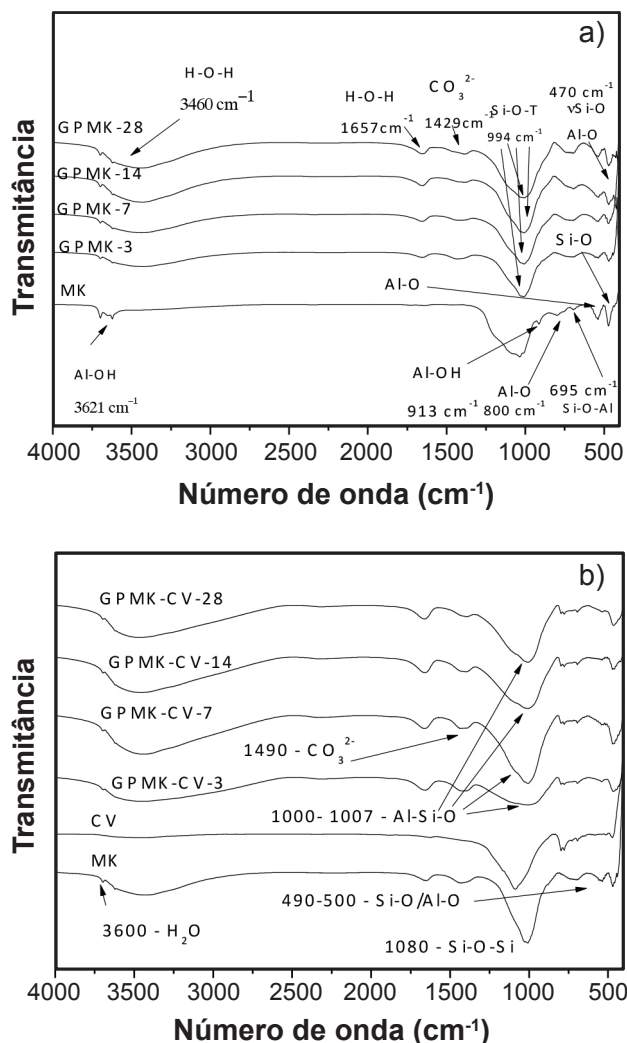 a)
H-O-H
3460 cm⁻¹
H-O-H
1657cm⁻¹
CO₃²⁻
1429cm⁻¹
Si-O-T
994 cm⁻¹
470 cm⁻¹
νSi-O
Al-O
GPMK-28
GPMK-14
GPMK-7
GPMK-3
MK
Si-O
Al-O
Al-OH
3621 cm⁻¹
Al-OH
913 cm⁻¹
Al-O
800 cm⁻¹
695 cm⁻¹
Si-O-Al
Transmitância
4000 3500 3000 2500 2000 1500 1000 500
Número de onda (cm⁻¹)
b)
GPMK-CV-28
GPMK-CV-14
GPMK-CV-7
1490 - CO₃²⁻
GPMK-CV-3
1000- 1007 - Al-Si-O
CV
MK
490-500 - Si-O/Al-O
3600 - H₂O
1080 - Si-O-Si
Transmitância
4000 3500 3000 2500 2000 1500 1000 500
Número de onda (cm⁻¹)